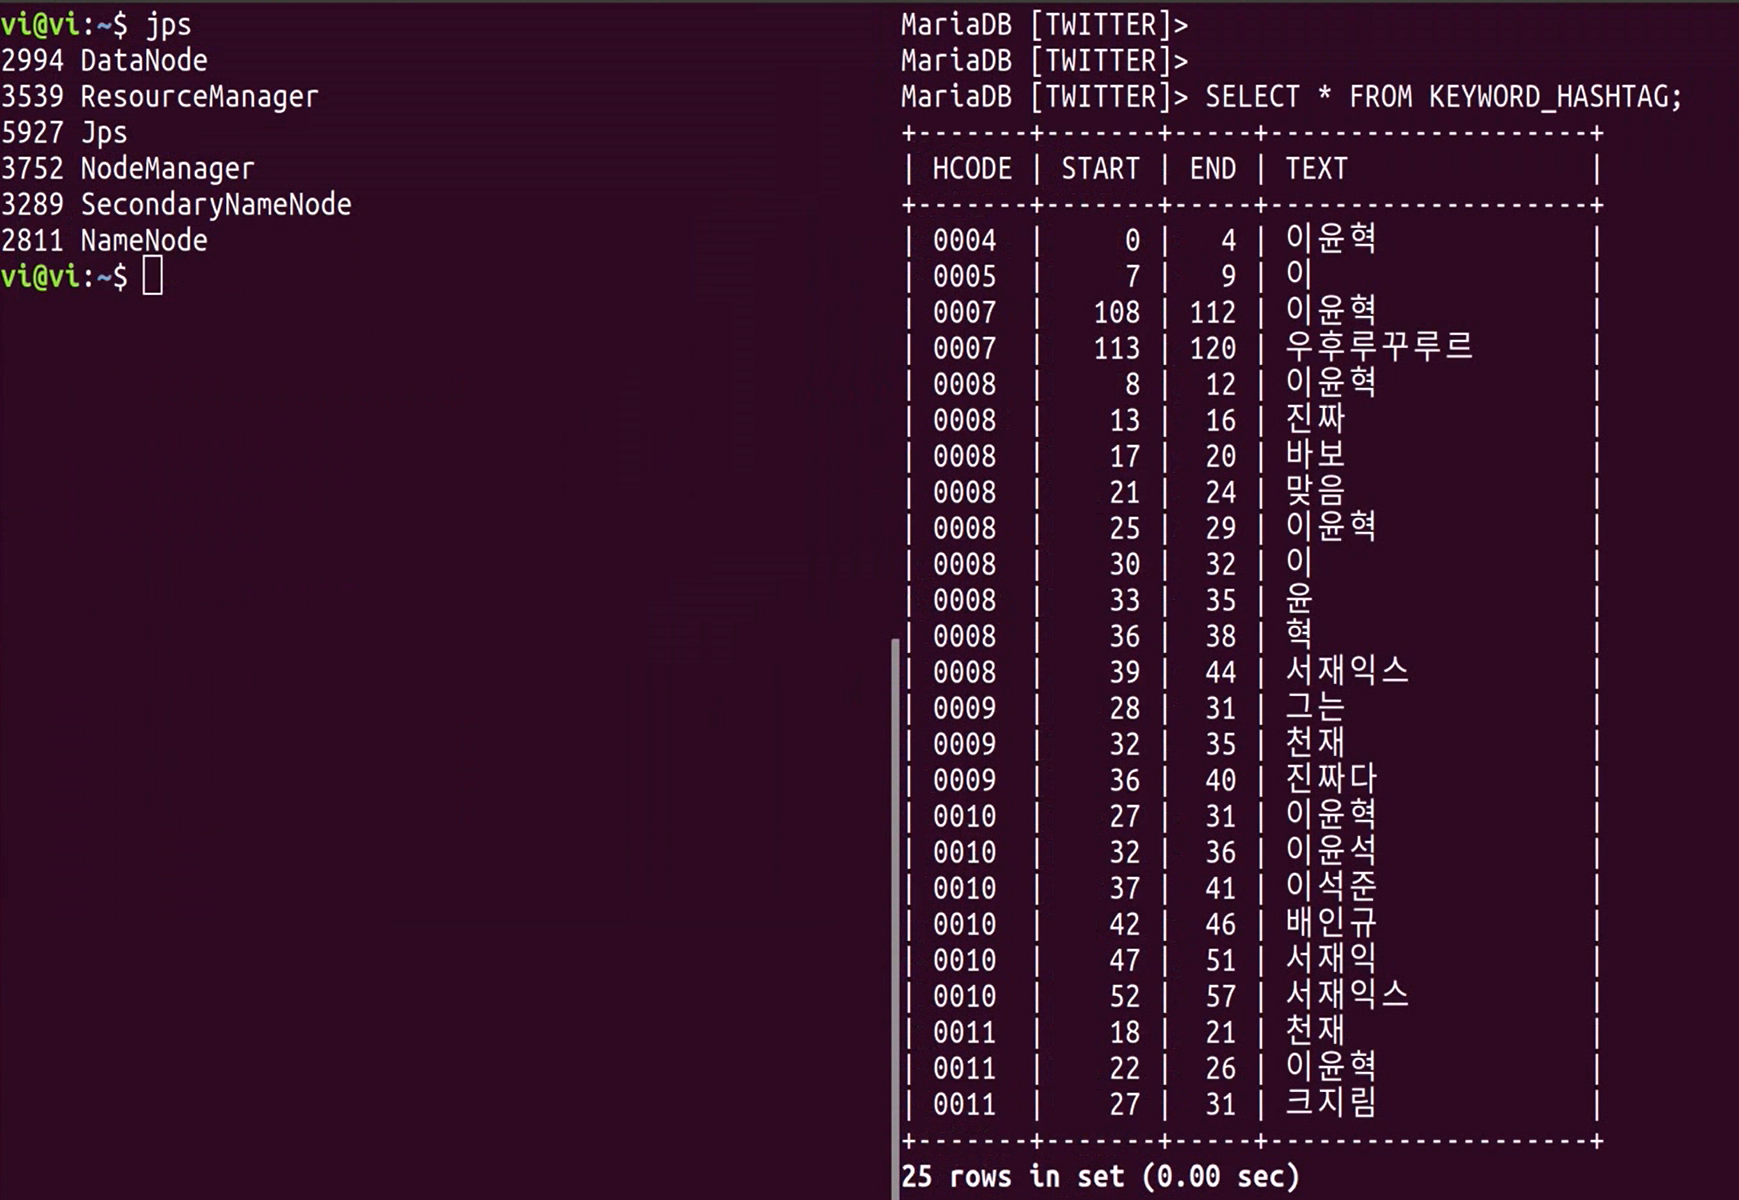 vi@vi:~$ jps
2994 DataNode
3539 ResourceManager
5927 Jps
3752 NodeManager
3289 SecondaryNameNode
2811 NameNode
vi@vi:~$
MariaDB [TWITTER]>
MariaDB [TWITTER]>
MariaDB [TWITTER]> SELECT * FROM KEYWORD_HASHTAG;
+-------+-------+-----+--------------------+
| HCODE | START | END | TEXT |
+-------+-------+-----+--------------------+
| 0004 | 0 | 4 | 이윤혁 |
| 0005 | 7 | 9 | 이 |
| 0007 | 108 | 112 | 이윤혁 |
| 0007 | 113 | 120 | 우후루꾸루르 |
| 0008 | 8 | 12 | 이윤혁 |
| 0008 | 13 | 16 | 진짜 |
| 0008 | 17 | 20 | 바보 |
| 0008 | 21 | 24 | 맞음 |
| 0008 | 25 | 29 | 이윤혁 |
| 0008 | 30 | 32 | 이 |
| 0008 | 33 | 35 | 윤 |
| 0008 | 36 | 38 | 혁 |
| 0008 | 39 | 44 | 서재익스 |
| 0009 | 28 | 31 | 그는 |
| 0009 | 32 | 35 | 천재 |
| 0009 | 36 | 40 | 진짜다 |
| 0010 | 27 | 31 | 이윤혁 |
| 0010 | 32 | 36 | 이윤석 |
| 0010 | 37 | 41 | 이석준 |
| 0010 | 42 | 46 | 배인규 |
| 0010 | 47 | 51 | 서재익 |
| 0010 | 52 | 57 | 서재익스 |
| 0011 | 18 | 21 | 천재 |
| 0011 | 22 | 26 | 이윤혁 |
| 0011 | 27 | 31 | 크지림 |
+-------+-------+-----+--------------------+
25 rows in set (0.00 sec)